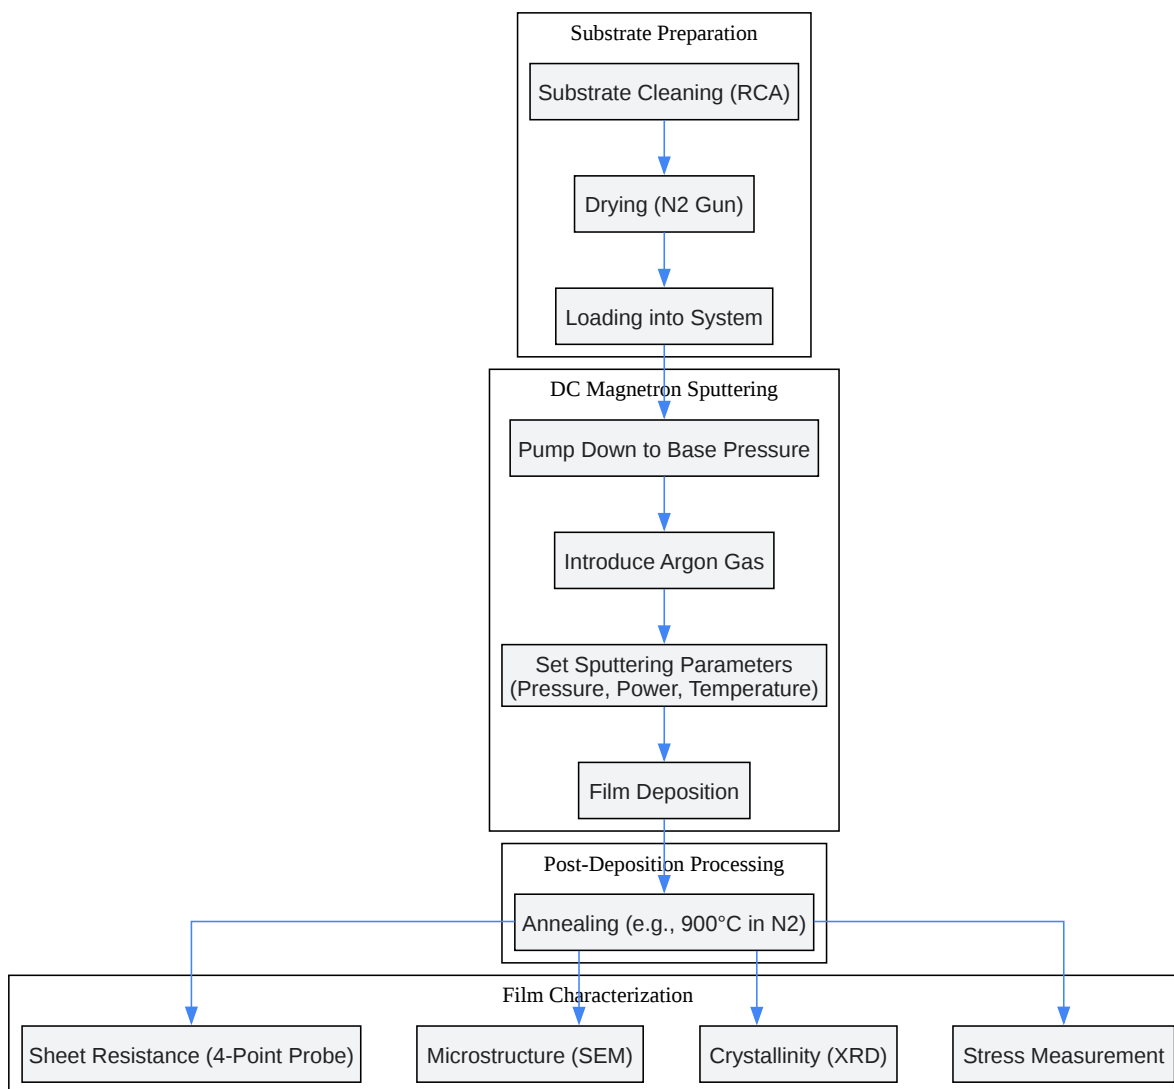 Substrate Preparation
Substrate Cleaning (RCA)
Drying (N2 Gun)
Loading into System
DC Magnetron Sputtering
Pump Down to Base Pressure
Introduce Argon Gas
Set Sputtering Parameters
(Pressure, Power, Temperature)
Film Deposition
Post-Deposition Processing
Annealing (e.g., 900°C in N2)
Film Characterization
Sheet Resistance (4-Point Probe)
Microstructure (SEM)
Crystallinity (XRD)
Stress Measurement